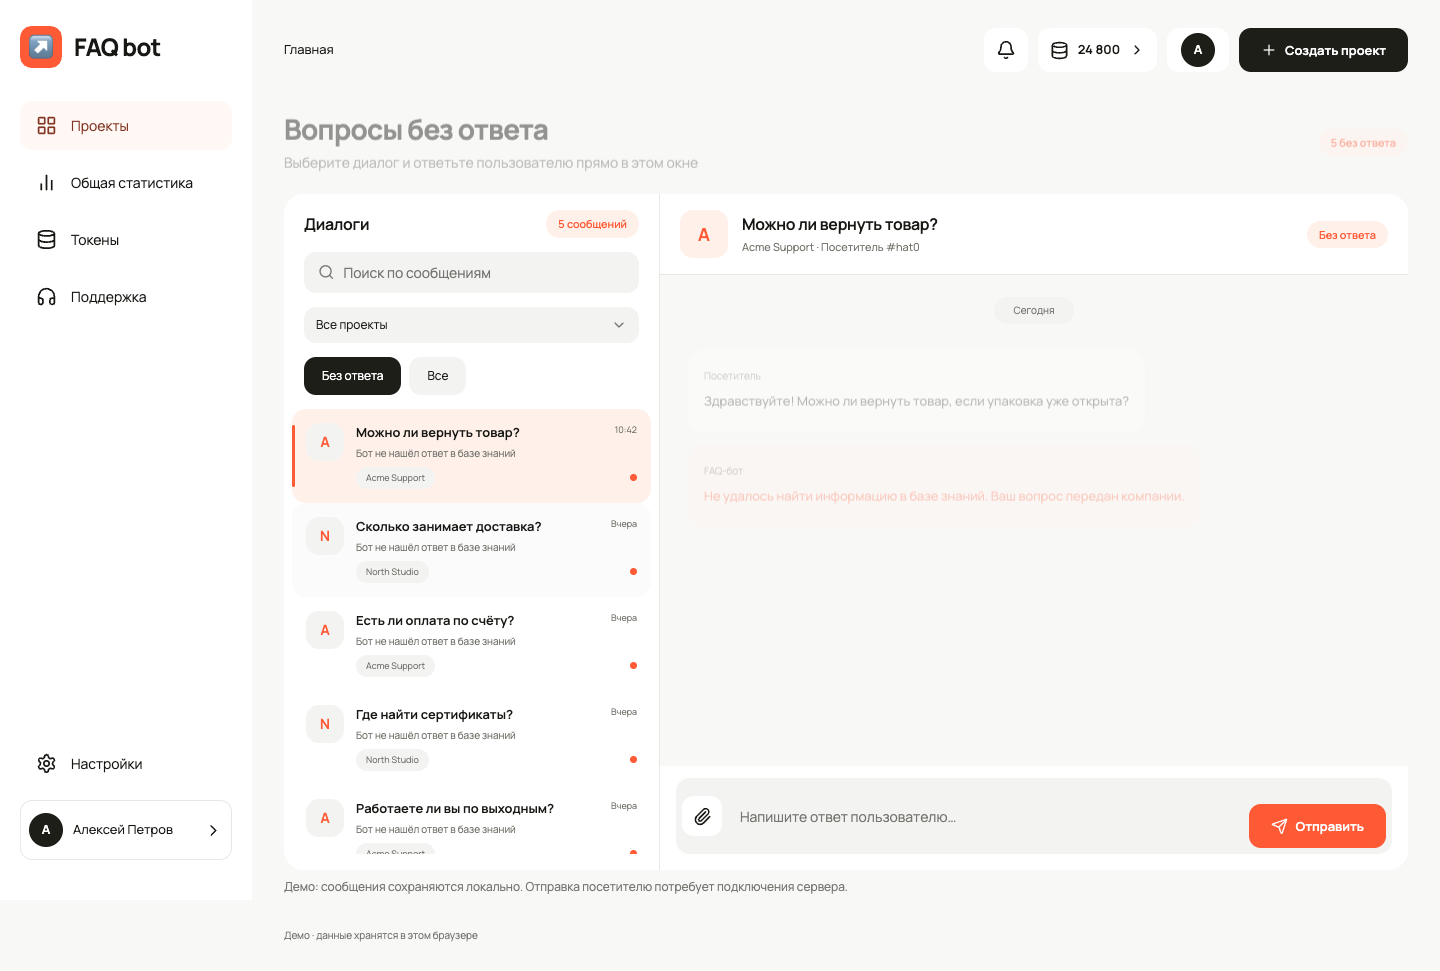 FAQ bot
Проекты
Общая статистика
Токены
Поддержка
Настройки
А
Алексей Петров
Главная
24 800
А
Создать проект
Вопросы без ответа
Выберите диалог и ответьте пользователю прямо в этом окне
5 без ответа
Диалоги
5 сообщений
Поиск по сообщениям
Все проекты
Без ответа
Все
A
Можно ли вернуть товар?
10:42
Бот не нашёл ответ в базе знаний
Acme Support
N
Сколько занимает доставка?
Вчера
Бот не нашёл ответ в базе знаний
North Studio
A
Есть ли оплата по счёту?
Вчера
Бот не нашёл ответ в базе знаний
Acme Support
N
Где найти сертификаты?
Вчера
Бот не нашёл ответ в базе знаний
North Studio
A
Работаете ли вы по выходным?
Вчера
Бот не нашёл ответ в базе знаний
Acme Support
A
Можно ли вернуть товар?
Acme Support · Посетитель #hat0
Без ответа
Сегодня
Посетитель
Здравствуйте! Можно ли вернуть товар, если упаковка уже открыта?
FAQ-бот
Не удалось найти информацию в базе знаний. Ваш вопрос передан компании.
Напишите ответ пользователю…
Отправить
Демо: сообщения сохраняются локально. Отправка посетителю потребует подключения сервера.
Демо · данные хранятся в этом браузере